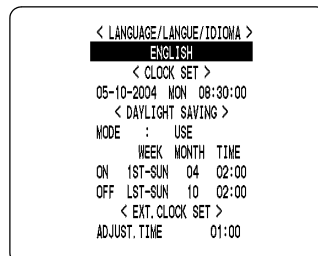 < LANGUAGE/LANGUE/IDIOMA >
ENGLISH
< CLOCK SET >
05-10-2004 MON 08:30:00
< DAYLIGHT SAVING >
MODE : USE
WEEK MONTH TIME
ON 1ST-SUN 04 02:00
OFF LST-SUN 10 02:00
< EXT.CLOCK SET >
ADJUST.TIME 01:00